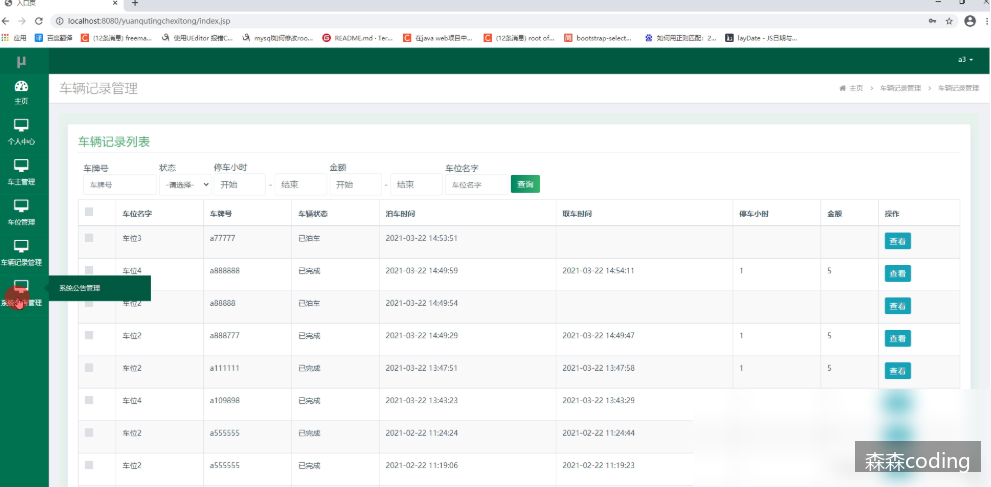 入口页
localhost:8080/yuanqutingchexitong/index.jsp
应用 百度翻译 (12条消息) freema... 使用UEditor 报错C... mysql如何修改roo... README.md · Ter... 在java web项目中... (12条消息) root of... bootstrap-select... 如何用正则匹配：2... layDate - JS日期与...
μ
a3
主页
个人中心
车主管理
车位管理
车辆记录管理
系统公告管理
系统公告管理
车辆记录管理
主页 > 车辆记录管理 > 车辆记录管理
车辆记录列表
车牌号 状态 停车小时 金额 车位名字
车牌号 -请选择- 开始 - 结束 开始 - 结束 车位名字 查询
车位名字 车牌号 车辆状态 泊车时间 取车时间 停车小时 金额 操作
车位3 a77777 已泊车 2021-03-22 14:53:51 查看
车位4 a888888 已完成 2021-03-22 14:49:59 2021-03-22 14:54:11 1 5 查看
车位2 a88888 已泊车 2021-03-22 14:49:54 查看
车位2 a888777 已完成 2021-03-22 14:49:29 2021-03-22 14:49:47 1 5 查看
车位2 a111111 已完成 2021-03-22 13:47:51 2021-03-22 13:47:58 1 5 查看
车位4 a109898 已完成 2021-03-22 13:43:23 2021-03-22 13:43:29
车位2 a555555 已完成 2021-02-22 11:24:24 2021-02-22 11:24:44
车位2 a555555 已完成 2021-02-22 11:19:06 2021-02-22 11:19:23
森森coding